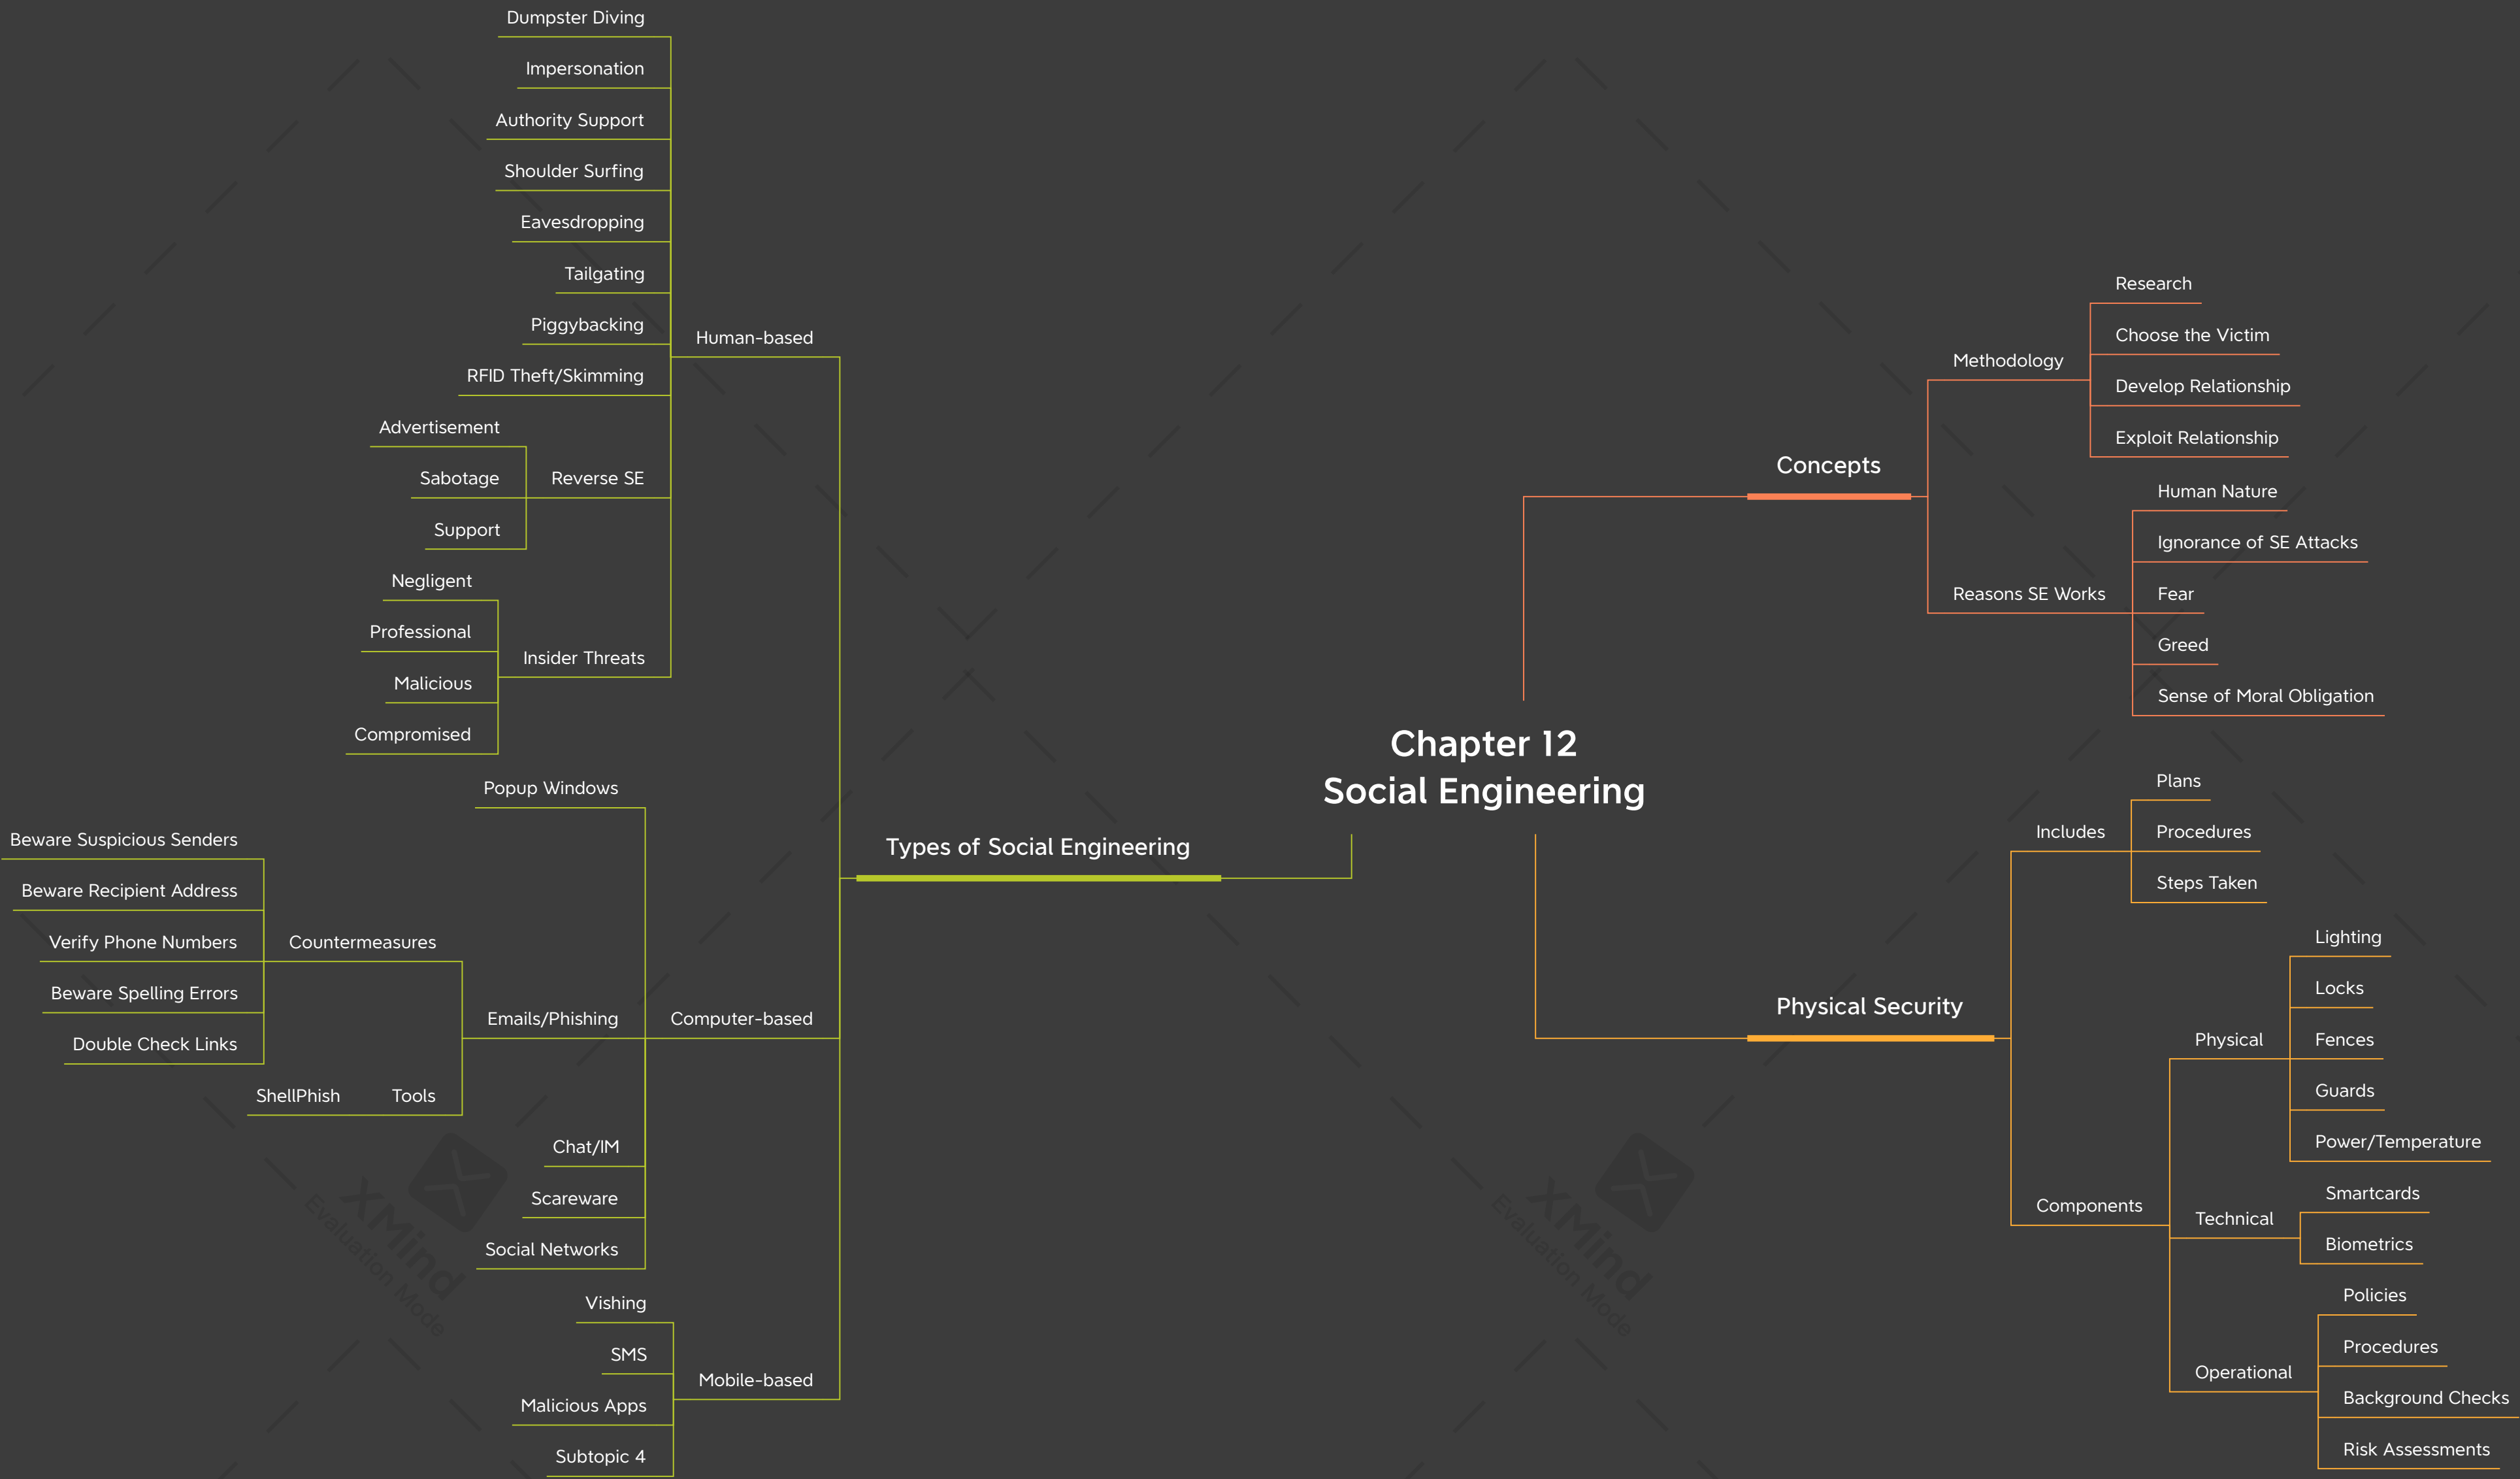 Chapter 12
Social Engineering
Concepts
Methodology
Research
Choose the Victim
Develop Relationship
Exploit Relationship
Reasons SE Works
Human Nature
Ignorance of SE Attacks
Fear
Greed
Sense of Moral Obligation
Physical Security
Includes
Plans
Procedures
Steps Taken
Components
Physical
Lighting
Locks
Fences
Guards
Power/Temperature
Technical
Smartcards
Biometrics
Operational
Policies
Procedures
Background Checks
Risk Assessments
Types of Social Engineering
Human-based
Dumpster Diving
Impersonation
Authority Support
Shoulder Surfing
Eavesdropping
Tailgating
Piggybacking
RFID Theft/Skimming
Reverse SE
Advertisement
Sabotage
Support
Insider Threats
Negligent
Professional
Malicious
Compromised
Computer-based
Popup Windows
Emails/Phishing
Countermeasures
Beware Suspicious Senders
Beware Recipient Address
Verify Phone Numbers
Beware Spelling Errors
Double Check Links
Tools
ShellPhish
Chat/IM
Scareware
Social Networks
Mobile-based
Vishing
SMS
Malicious Apps
Subtopic 4
XMind
Evaluation Mode
XMind
Evaluation Mode